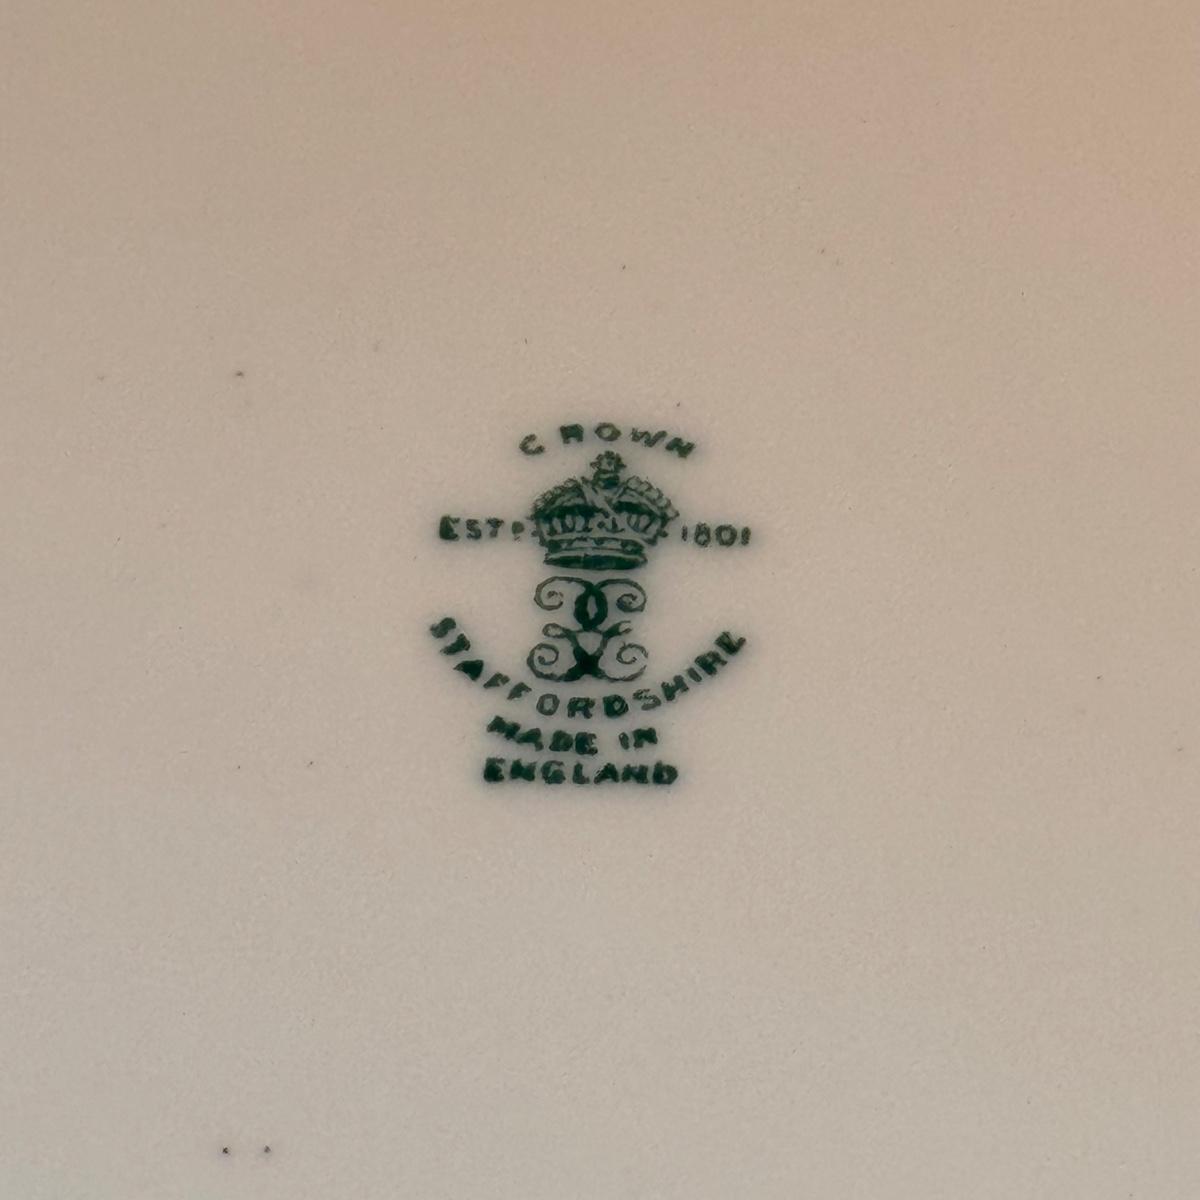 CROWN
ESTD 1801
STAFFORDSHIRE
MADE IN
ENGLAND